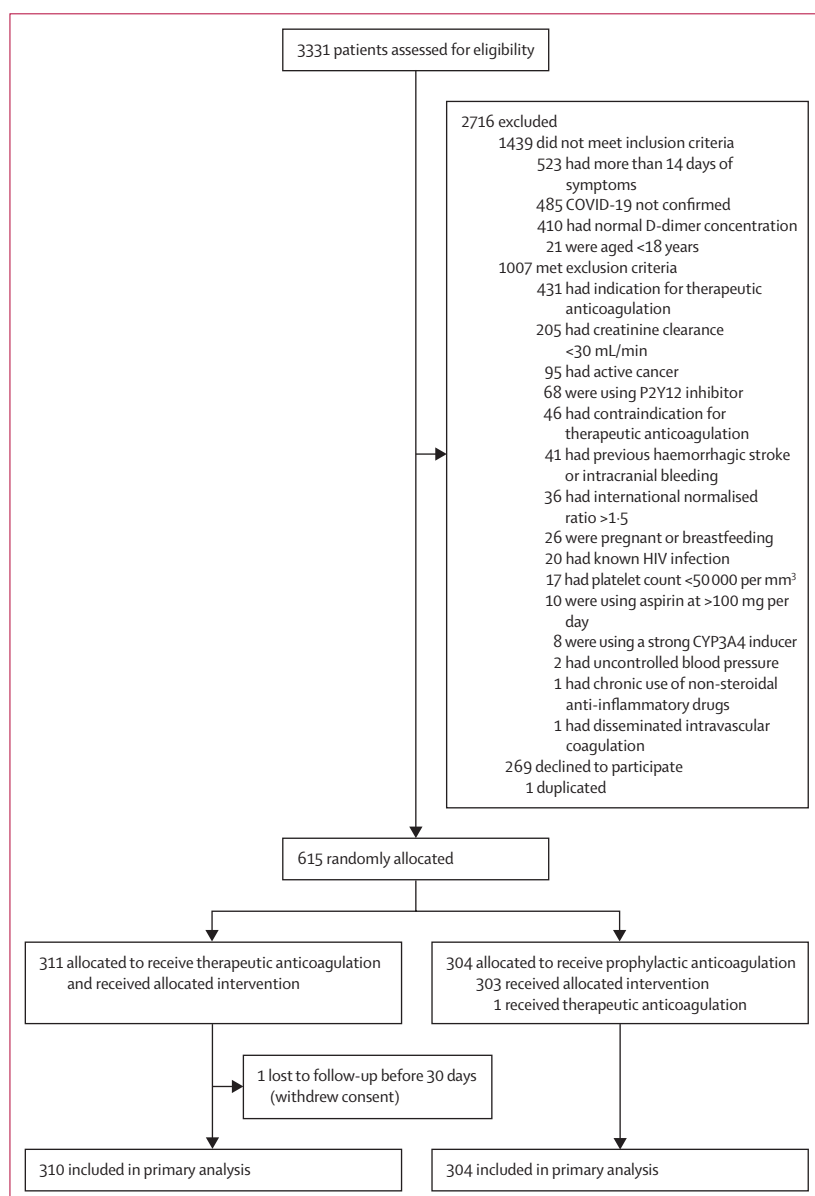 3331 patients assessed for eligibility
2716 excluded
1439 did not meet inclusion criteria
523 had more than 14 days of
symptoms
485 COVID-19 not confirmed
410 had normal D-dimer concentration
21 were aged <18 years
1007 met exclusion criteria
431 had indication for therapeutic
anticoagulation
205 had creatinine clearance
<30 mL/min
95 had active cancer
68 were using P2Y12 inhibitor
46 had contraindication for
therapeutic anticoagulation
41 had previous haemorrhagic stroke
or intracranial bleeding
36 had international normalised
ratio >1·5
26 were pregnant or breastfeeding
20 had known HIV infection
17 had platelet count <50 000 per mm³
10 were using aspirin at >100 mg per
day
8 were using a strong CYP3A4 inducer
2 had uncontrolled blood pressure
1 had chronic use of non-steroidal
anti-inflammatory drugs
1 had disseminated intravascular
coagulation
269 declined to participate
1 duplicated
615 randomly allocated
311 allocated to receive therapeutic anticoagulation
and received allocated intervention
304 allocated to receive prophylactic anticoagulation
303 received allocated intervention
1 received therapeutic anticoagulation
1 lost to follow-up before 30 days
(withdrew consent)
310 included in primary analysis
304 included in primary analysis